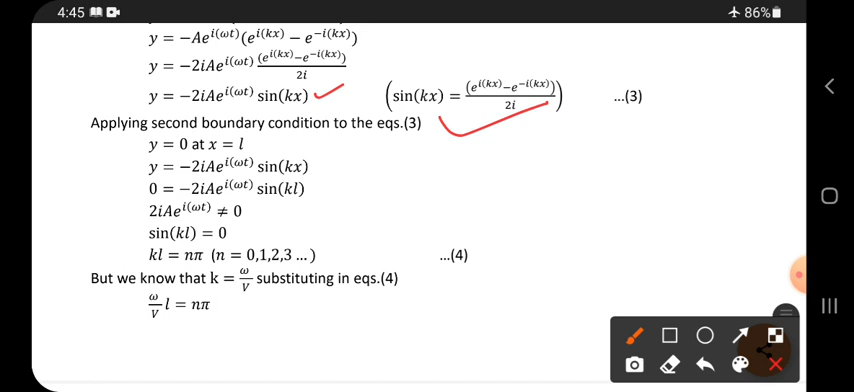 4:45 86%
y = −Ae^{i(ωt)}(e^{i(kx)} − e^{−i(kx)})
y = −2iAe^{i(ωt)} (e^{i(kx)}−e^{−i(kx)})/2i
y = −2iAe^{i(ωt)} sin(kx) (sin(kx) = (e^{i(kx)}−e^{−i(kx)})/2i) ...(3)
Applying second boundary condition to the eqs.(3)
y = 0 at x = l
y = −2iAe^{i(ωt)} sin(kx)
0 = −2iAe^{i(ωt)} sin(kl)
2iAe^{i(ωt)} ≠ 0
sin(kl) = 0
kl = nπ (n = 0,1,2,3 ...) ...(4)
But we know that k = ω/V substituting in eqs.(4)
ω/V l = nπ